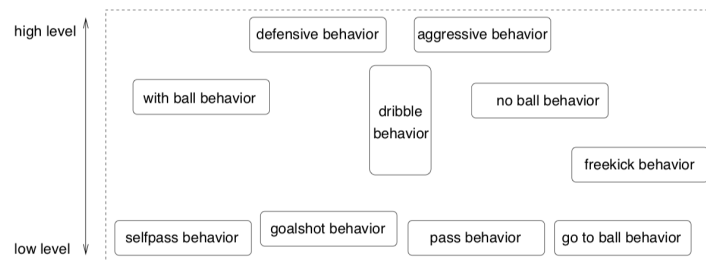 high level
defensive behavior
aggressive behavior
with ball behavior
dribble
behavior
no ball behavior
freekick behavior
low level
selfpass behavior
goalshot behavior
pass behavior
go to ball behavior